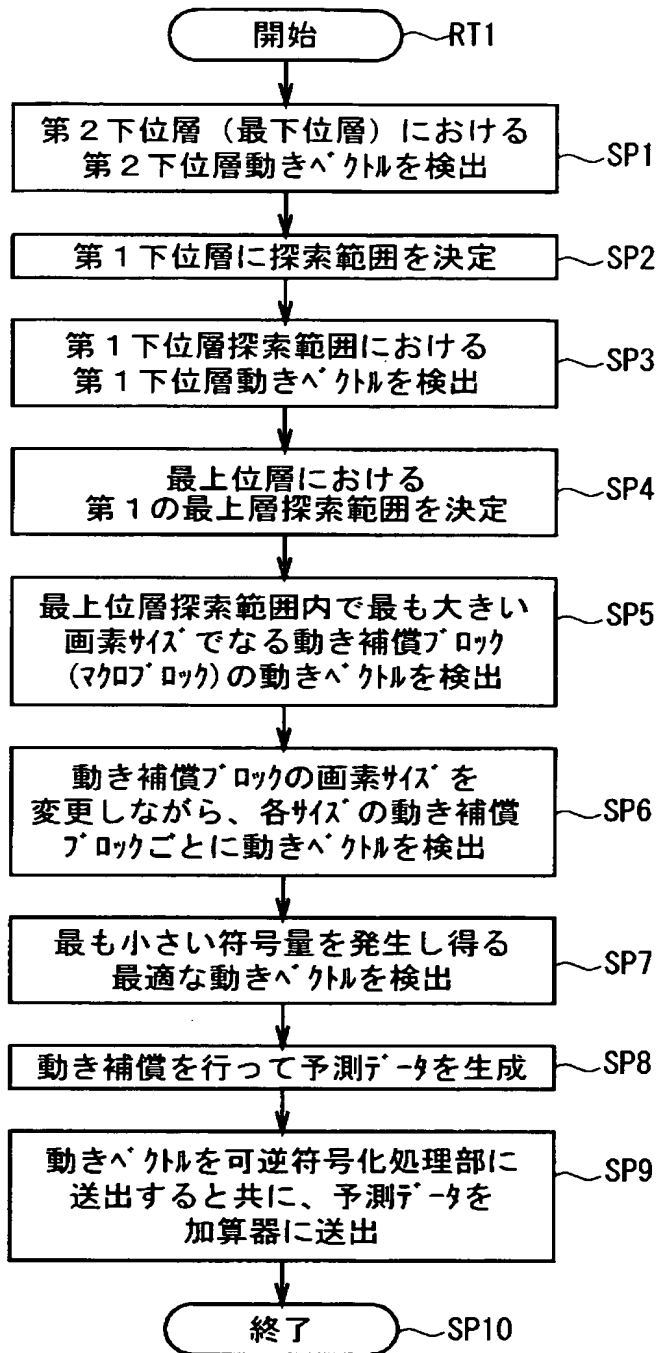 開始
RT1
第2下位層(最下位層)における
第2下位層動きベクトルを検出
SP1
第1下位層に探索範囲を決定
SP2
第1下位層探索範囲における
第1下位層動きベクトルを検出
SP3
最上位層における
第1の最上層探索範囲を決定
SP4
最上位層探索範囲内で最も大きい
画素サイズでなる動き補償ブロック
(マクロブロック)の動きベクトルを検出
SP5
動き補償ブロックの画素サイズを
変更しながら、各サイズの動き補償
ブロックごとに動きベクトルを検出
SP6
最も小さい符号量を発生し得る
最適な動きベクトルを検出
SP7
動き補償を行って予測データを生成
SP8
動きベクトルを可逆符号化処理部に
送出すると共に、予測データを
加算器に送出
SP9
終了
SP10